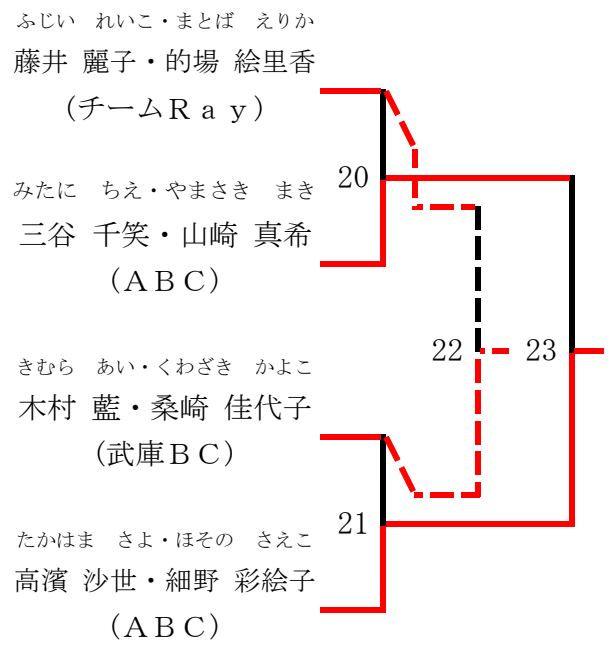 ふじい　れいこ・まとば　えりか
藤井 麗子・的場 絵里香
（チームＲａｙ）
20
みたに　ちえ・やまさき　まき
三谷 千笑・山崎 真希
（ＡＢＣ）
22
23
きむら　あい・くわざき　かよこ
木村 藍・桑崎 佳代子
（武庫ＢＣ）
21
たかはま　さよ・ほその　さえこ
高濱 沙世・細野 彩絵子
（ＡＢＣ）